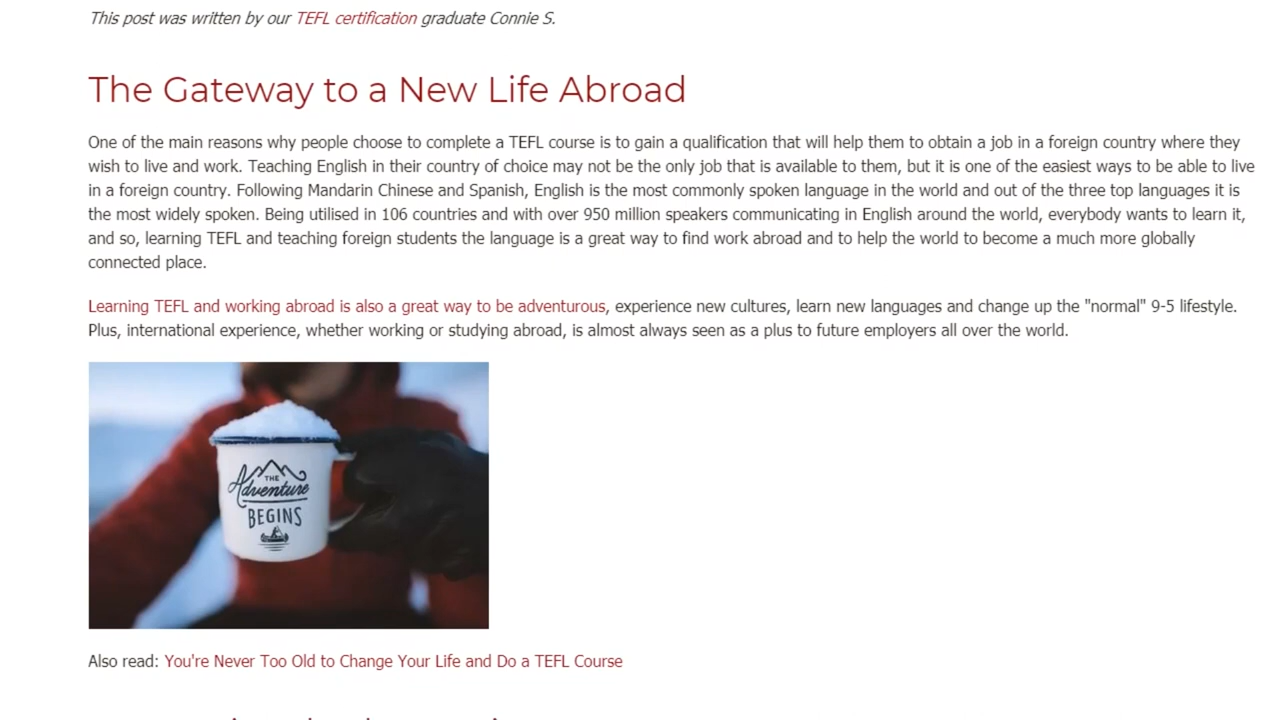 This post was written by our TEFL certification graduate Connie S.
The Gateway to a New Life Abroad
One of the main reasons why people choose to complete a TEFL course is to gain a qualification that will help them to obtain a job in a foreign country where they
wish to live and work. Teaching English in their country of choice may not be the only job that is available to them, but it is one of the easiest ways to be able to live
in a foreign country. Following Mandarin Chinese and Spanish, English is the most commonly spoken language in the world and out of the three top languages it is
the most widely spoken. Being utilised in 106 countries and with over 950 million speakers communicating in English around the world, everybody wants to learn it,
and so, learning TEFL and teaching foreign students the language is a great way to find work abroad and to help the world to become a much more globally
connected place.
Learning TEFL and working abroad is also a great way to be adventurous, experience new cultures, learn new languages and change up the "normal" 9-5 lifestyle.
Plus, international experience, whether working or studying abroad, is almost always seen as a plus to future employers all over the world.
THE
Adventure
BEGINS
Also read: You're Never Too Old to Change Your Life and Do a TEFL Course